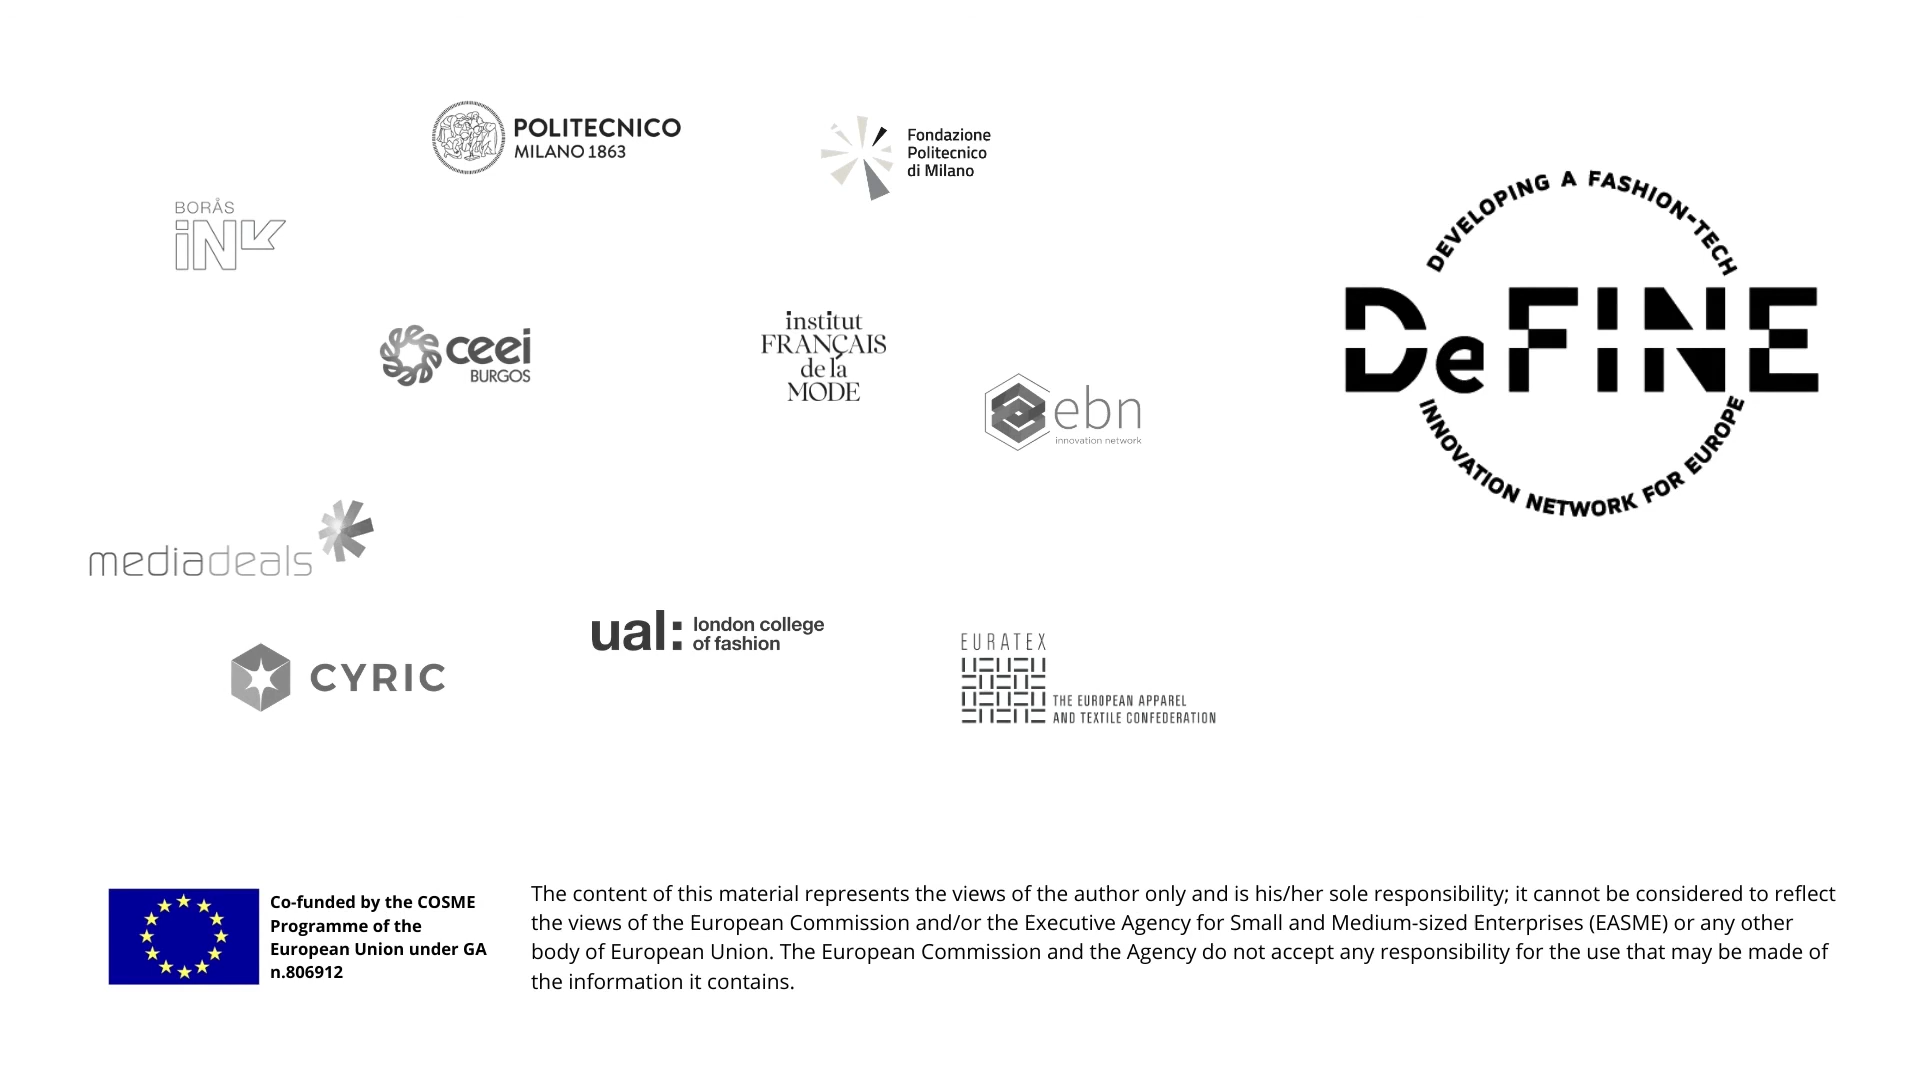 POLITECNICO
MILANO 1863
Fondazione
Politecnico
di Milano
BORÅS
iNK
ceei
BURGOS
institut
FRANÇAIS
de la
MODE
ebn
innovation network
mediadeals
CYRIC
ual: london college
of fashion
EURATEX
THE EUROPEAN APPAREL
AND TEXTILE CONFEDERATION
DEVELOPING A FASHION-TECH
DeFINE
INNOVATION NETWORK FOR EUROPE
Co-funded by the COSME
Programme of the
European Union under GA
n.806912
The content of this material represents the views of the author only and is his/her sole responsibility; it cannot be considered to reflect
the views of the European Commission and/or the Executive Agency for Small and Medium-sized Enterprises (EASME) or any other
body of European Union. The European Commission and the Agency do not accept any responsibility for the use that may be made of
the information it contains.